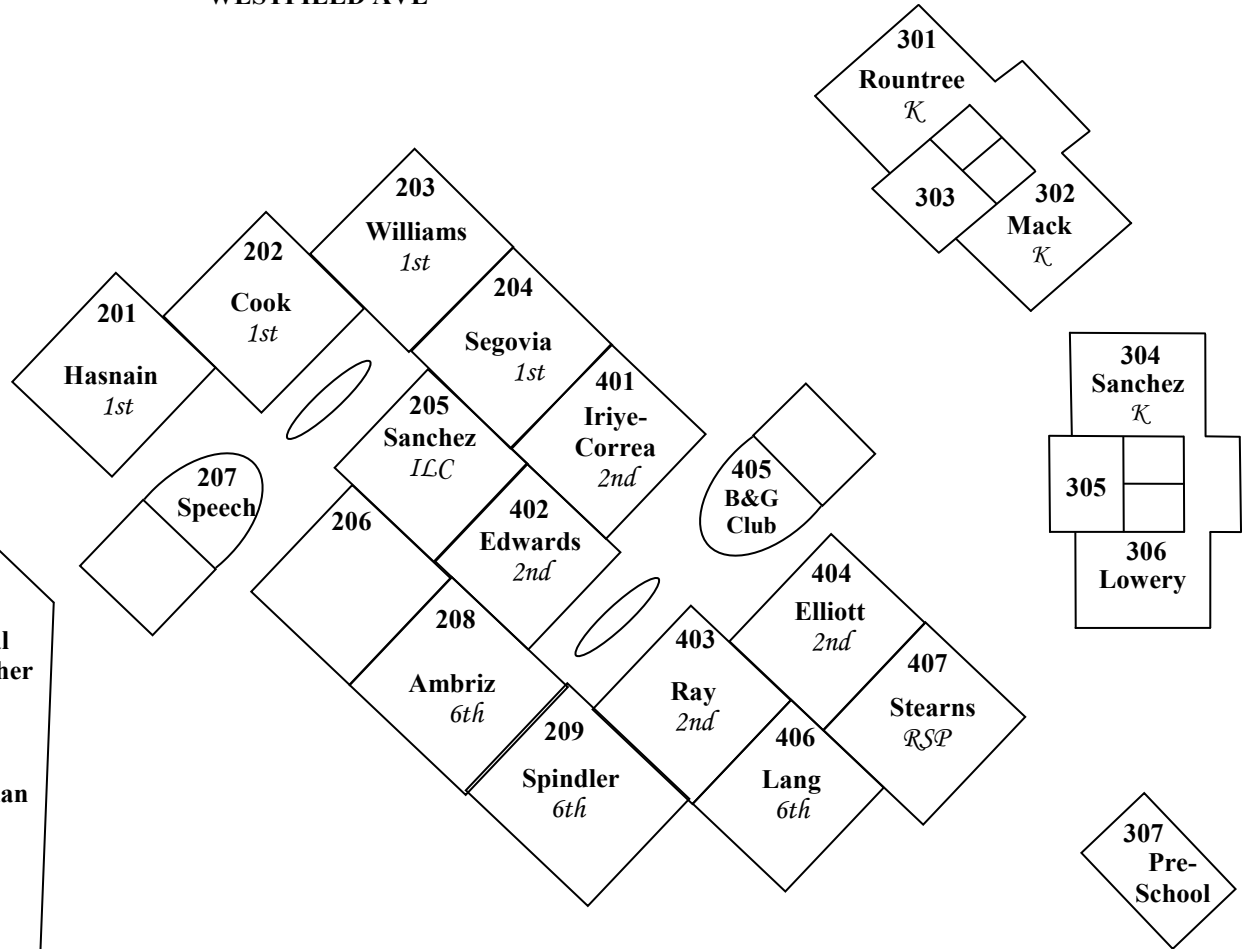 WESTFIELD AVE
301
Rountree
K
303
302
Mack
K
203
Williams
1st
202
Cook
1st
201
Hasnain
1st
204
Segovia
1st
401
Iriye-
Correa
2nd
205
Sanchez
ILC
207
Speech
206
402
Edwards
2nd
405
B&G
Club
304
Sanchez
K
305
306
Lowery
404
Elliott
2nd
403
Ray
2nd
407
Stearns
RSP
208
Ambriz
6th
209
Spindler
6th
406
Lang
6th
307
Pre-
School